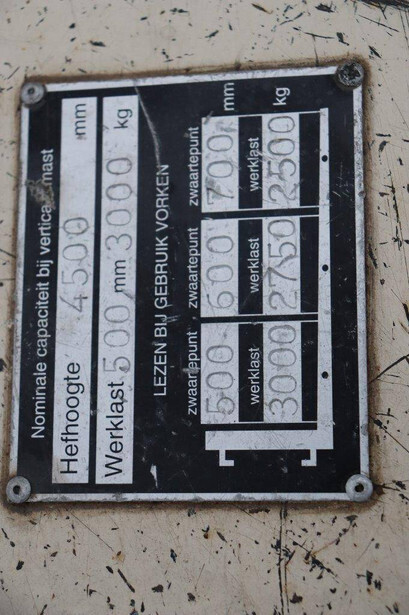 Nominale capaciteit bij verticale mast
Hefhoogte 4500 mm
Werklast 500 mm 3000 kg
LEZEN BIJ GEBRUIK VORKEN
zwaartepunt zwaartepunt zwaartepunt
500 600 700 mm
werklast werklast werklast
3000 2750 2500 kg